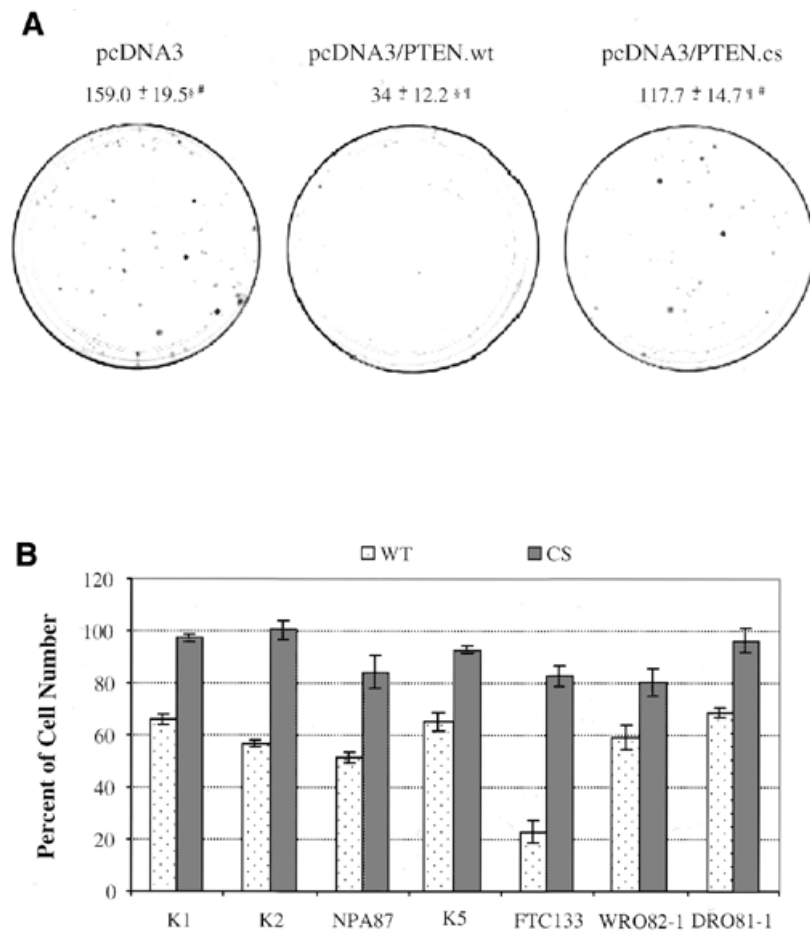 A
pcDNA3 pcDNA3/PTEN.wt pcDNA3/PTEN.cs
159.0 ± 19.5§# 34 ± 12.2 §¶ 117.7 ± 14.7¶#
B
WT CS
Percent of Cell Number
120
100
80
60
40
20
0
K1 K2 NPA87 K5 FTC133 WRO82-1 DRO81-1